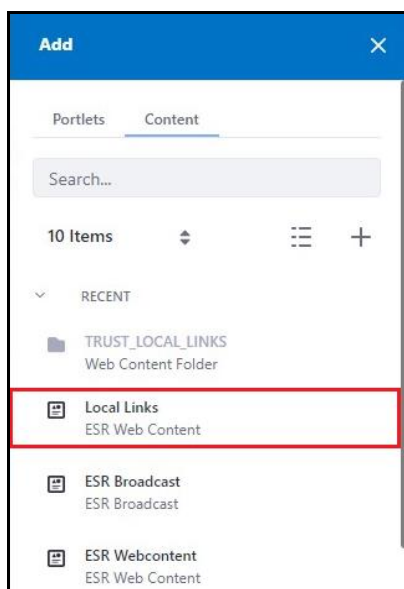 Add
Portlets Content
Search...
10 Items
RECENT
TRUST_LOCAL_LINKS
Web Content Folder
Local Links
ESR Web Content
ESR Broadcast
ESR Broadcast
ESR Webcontent
ESR Web Content